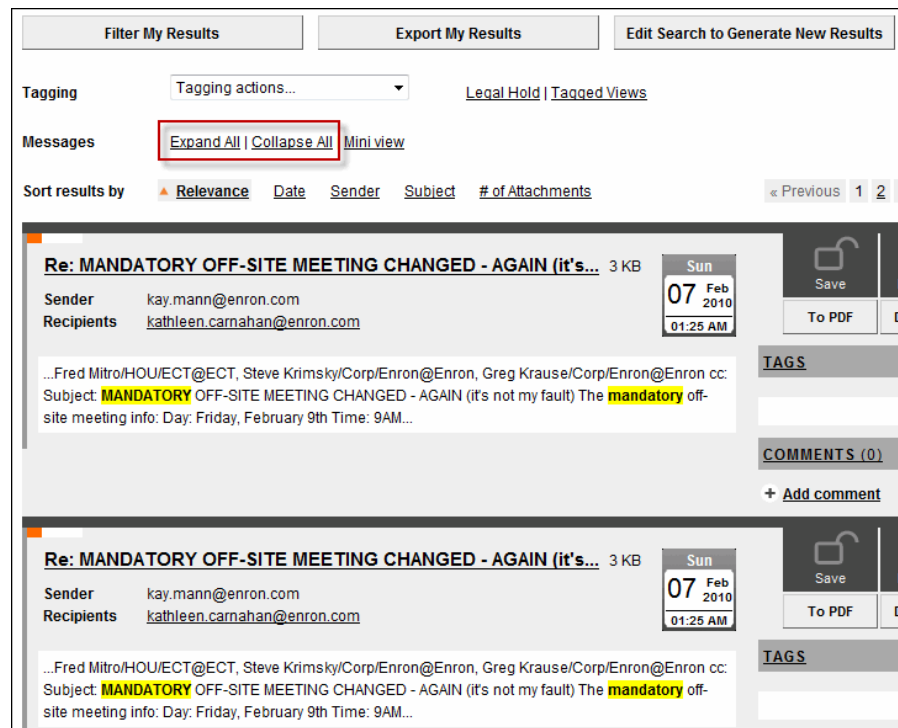 Filter My Results Export My Results Edit Search to Generate New Results
Tagging Tagging actions... Legal Hold | Tagged Views
Messages Expand All | Collapse All Mini view
Sort results by Relevance Date Sender Subject # of Attachments « Previous 1 2
Re: MANDATORY OFF-SITE MEETING CHANGED - AGAIN (it's... 3 KB
Sun
07 Feb 2010
01:25 AM
Save
To PDF
Sender kay.mann@enron.com
Recipients kathleen.carnahan@enron.com
...Fred Mitro/HOU/ECT@ECT, Steve Krimsky/Corp/Enron@Enron, Greg Krause/Corp/Enron@Enron cc:
Subject: MANDATORY OFF-SITE MEETING CHANGED - AGAIN (it's not my fault) The mandatory off-
site meeting info: Day: Friday, February 9th Time: 9AM...
TAGS
COMMENTS (0)
+ Add comment
Re: MANDATORY OFF-SITE MEETING CHANGED - AGAIN (it's... 3 KB
Sun
07 Feb 2010
01:25 AM
Save
To PDF
Sender kay.mann@enron.com
Recipients kathleen.carnahan@enron.com
...Fred Mitro/HOU/ECT@ECT, Steve Krimsky/Corp/Enron@Enron, Greg Krause/Corp/Enron@Enron cc:
Subject: MANDATORY OFF-SITE MEETING CHANGED - AGAIN (it's not my fault) The mandatory off-
site meeting info: Day: Friday, February 9th Time: 9AM...
TAGS